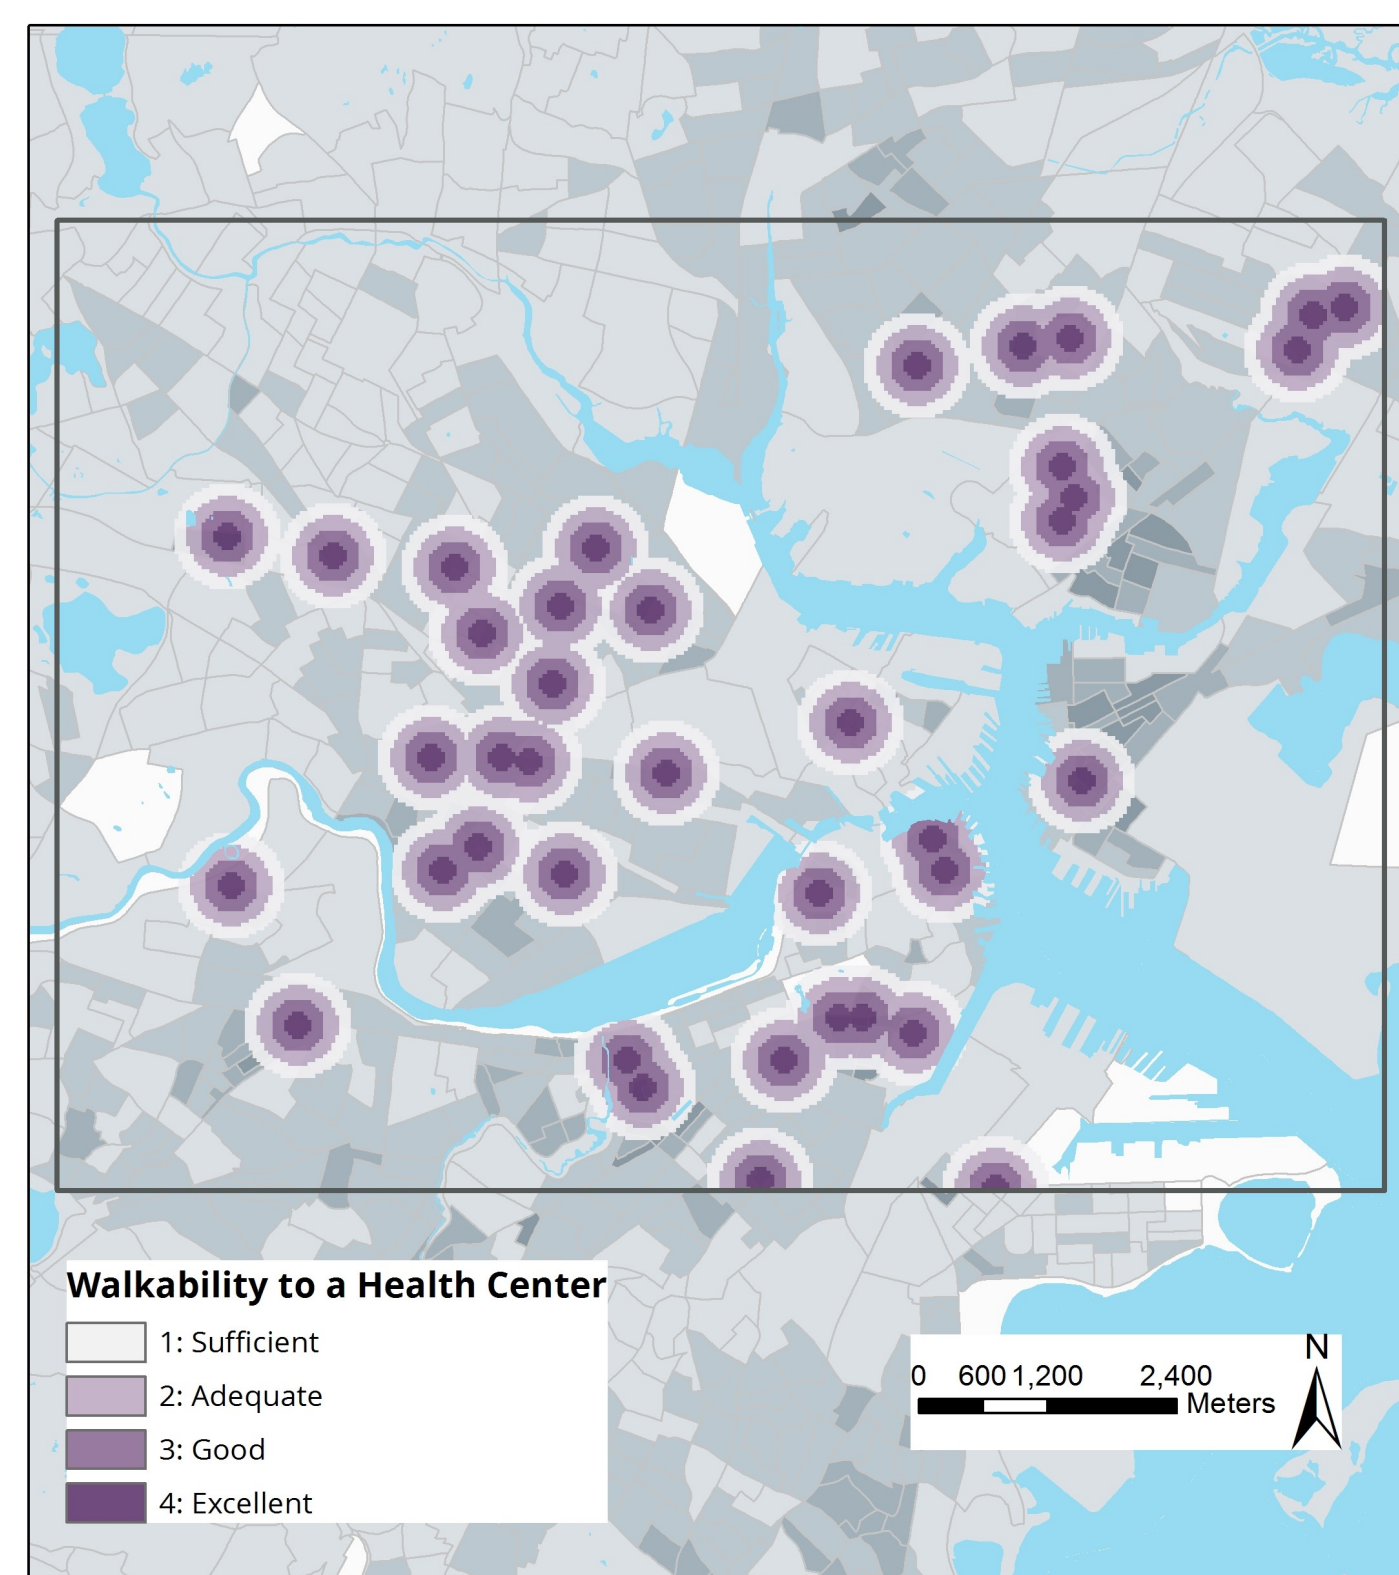 Walkability to a Health Center
1: Sufficient
2: Adequate
3: Good
4: Excellent
N
0 600 1,200 2,400
Meters